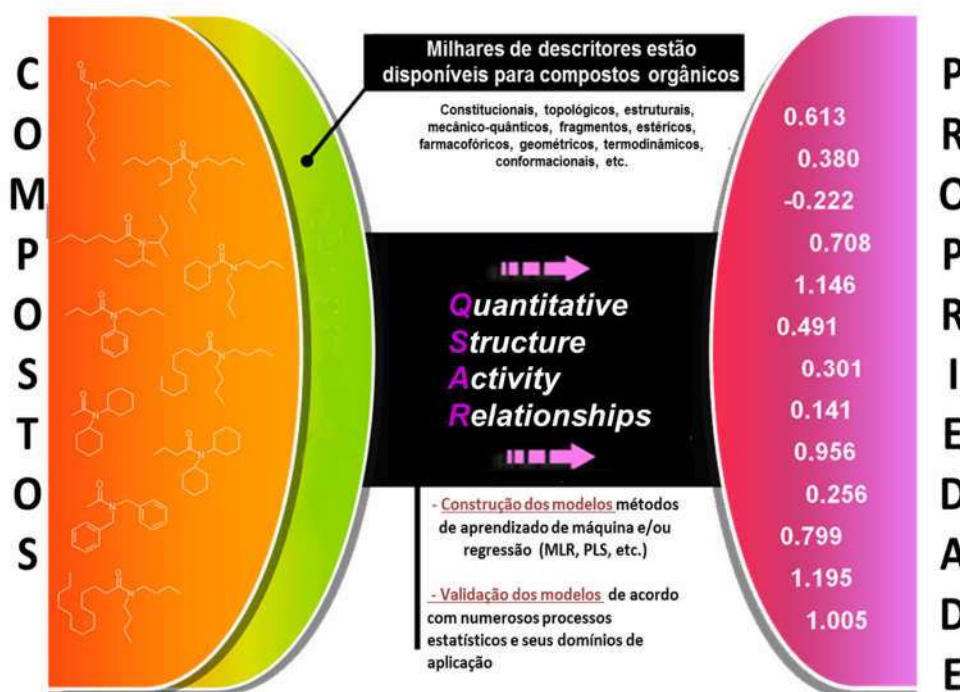 COMPOSTOS
Milhares de descritores estão
disponíveis para compostos orgânicos
Constitucionais, topológicos, estruturais,
mecânico-quânticos, fragmentos, estéricos,
farmacofóricos, geométricos, termodinâmicos,
conformacionais, etc.
Quantitative
Structure
Activity
Relationships
- Construção dos modelos métodos
de aprendizado de máquina e/ou
regressão (MLR, PLS, etc.)
- Validação dos modelos de acordo
com numerosos processos
estatísticos e seus domínios de
aplicação
0.613
0.380
-0.222
0.708
1.146
0.491
0.301
0.141
0.956
0.256
0.799
1.195
1.005
PROPRIEDADE